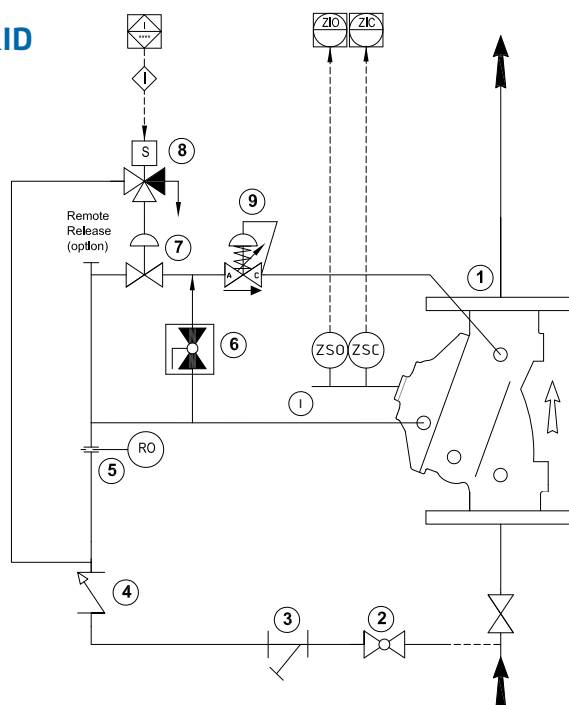 ID
I
****
I
S
8
ZIO
ZIC
Remote
Release
(option)
7
9
A
C
1
6
ZSO
ZSC
I
5
RO
4
3
2